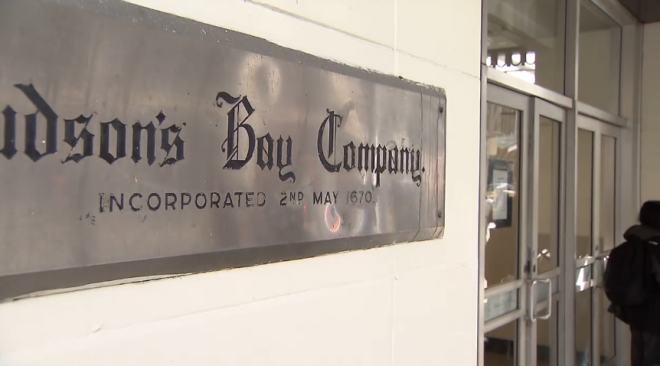 udson's Bay Company.
INCORPORATED 2ND MAY 1670.